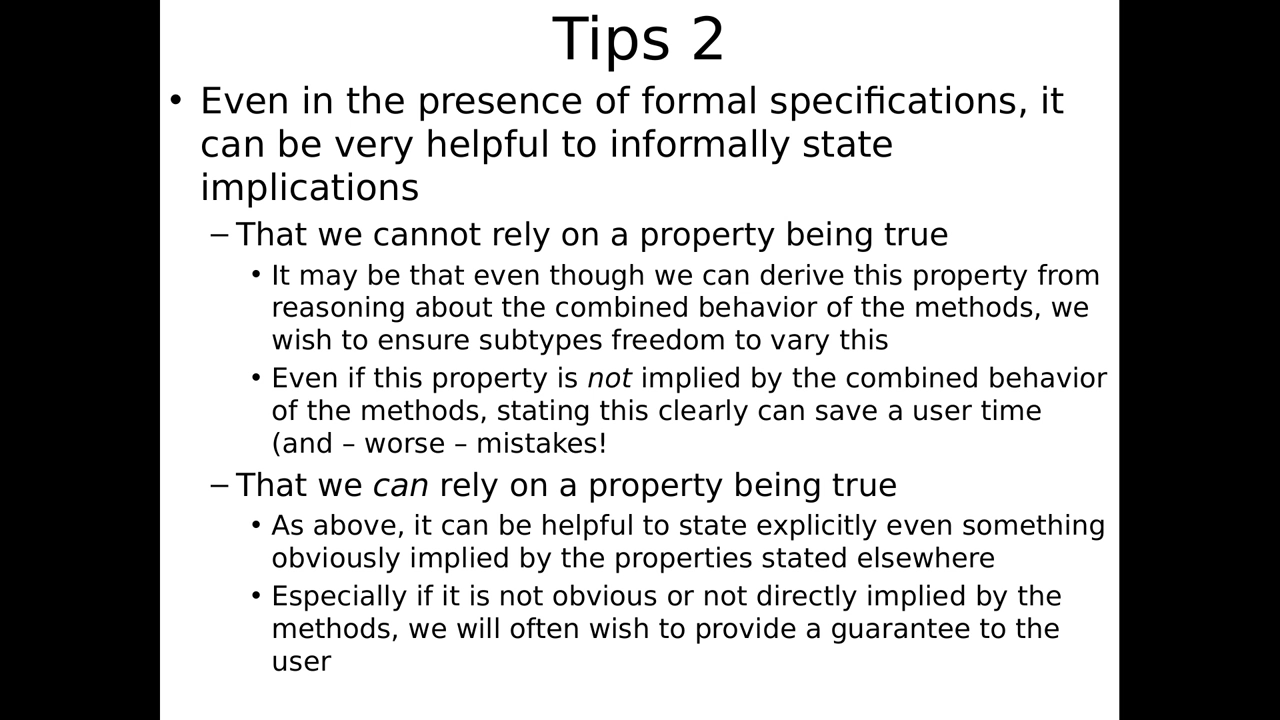 Tips 2
• Even in the presence of formal specifications, it
can be very helpful to informally state
implications
– That we cannot rely on a property being true
• It may be that even though we can derive this property from
reasoning about the combined behavior of the methods, we
wish to ensure subtypes freedom to vary this
• Even if this property is not implied by the combined behavior
of the methods, stating this clearly can save a user time
(and – worse – mistakes!
– That we can rely on a property being true
• As above, it can be helpful to state explicitly even something
obviously implied by the properties stated elsewhere
• Especially if it is not obvious or not directly implied by the
methods, we will often wish to provide a guarantee to the
user